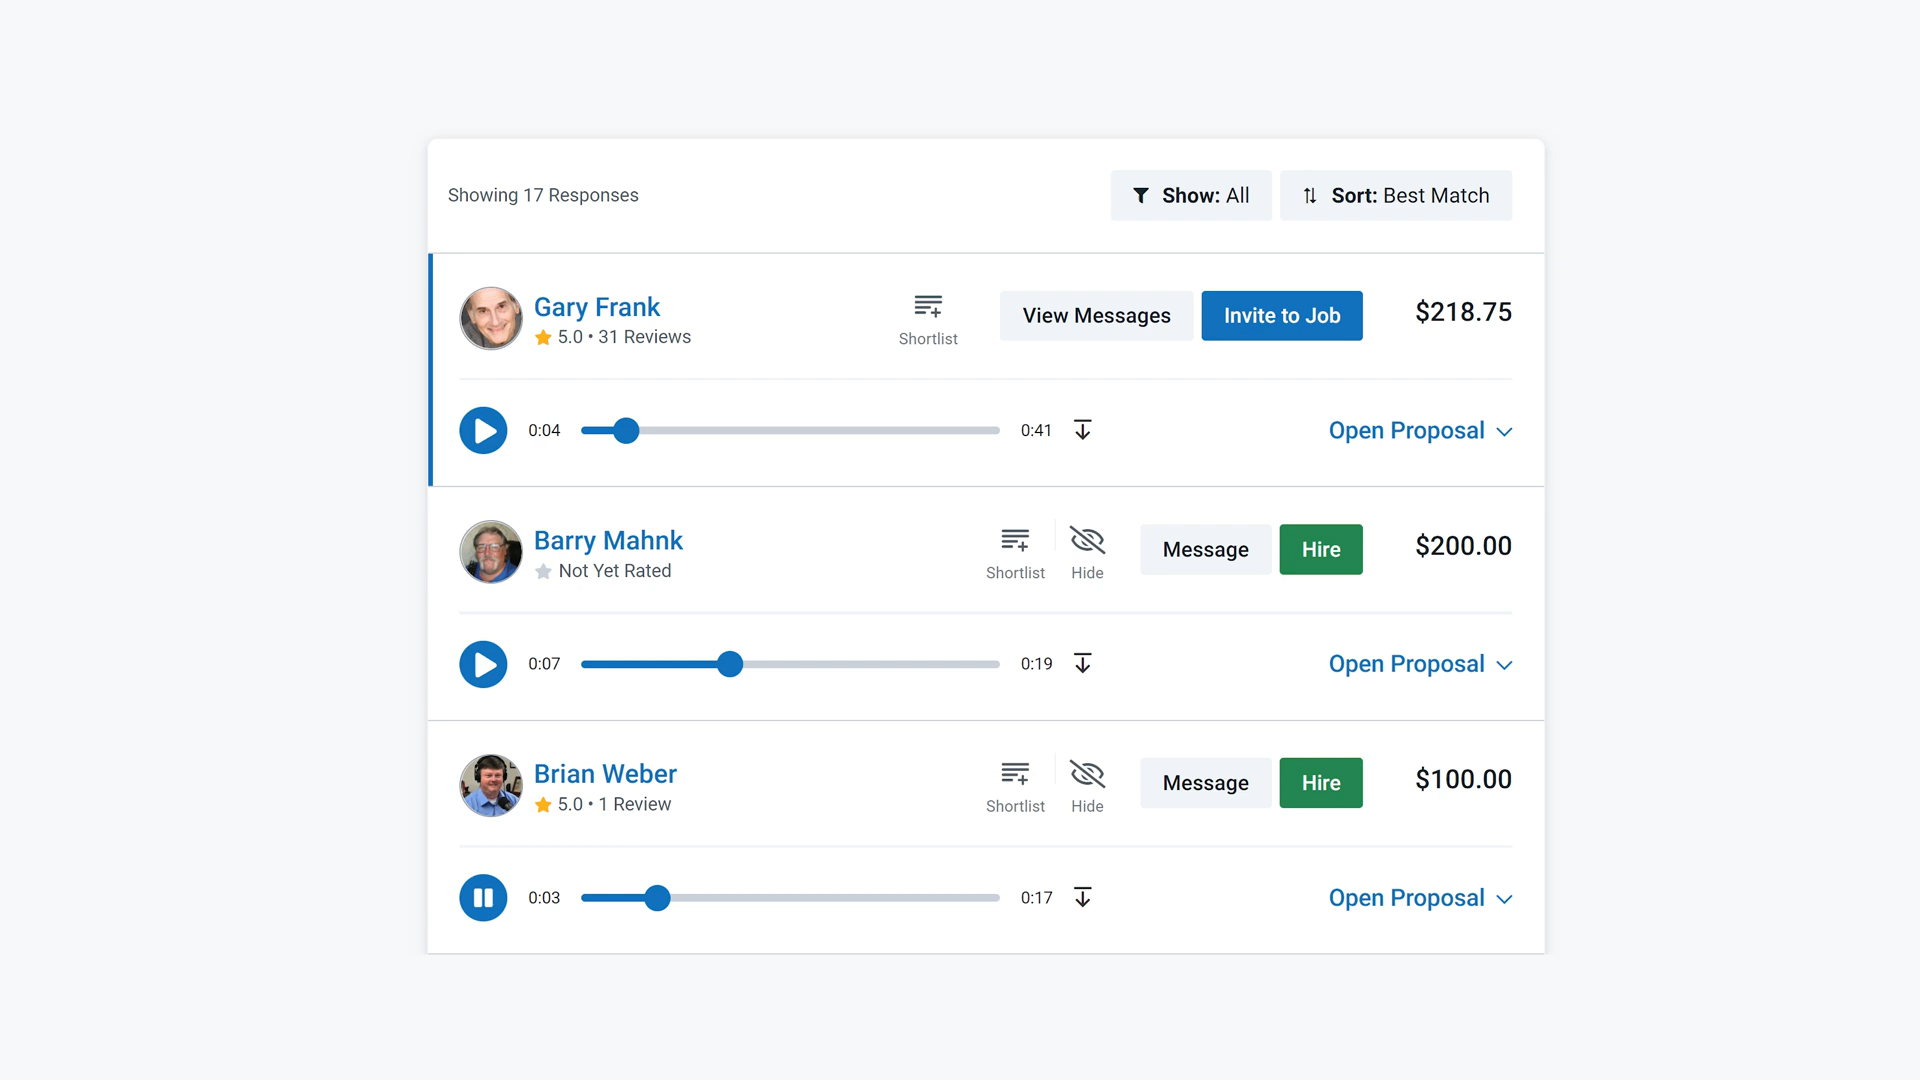 Showing 17 Responses
Show: All
Sort: Best Match
Gary Frank
5.0 • 31 Reviews
Shortlist
View Messages
Invite to Job
$218.75
0:04
0:41
Open Proposal
Barry Mahnk
Not Yet Rated
Shortlist
Hide
Message
Hire
$200.00
0:07
0:19
Open Proposal
Brian Weber
5.0 • 1 Review
Shortlist
Hide
Message
Hire
$100.00
0:03
0:17
Open Proposal